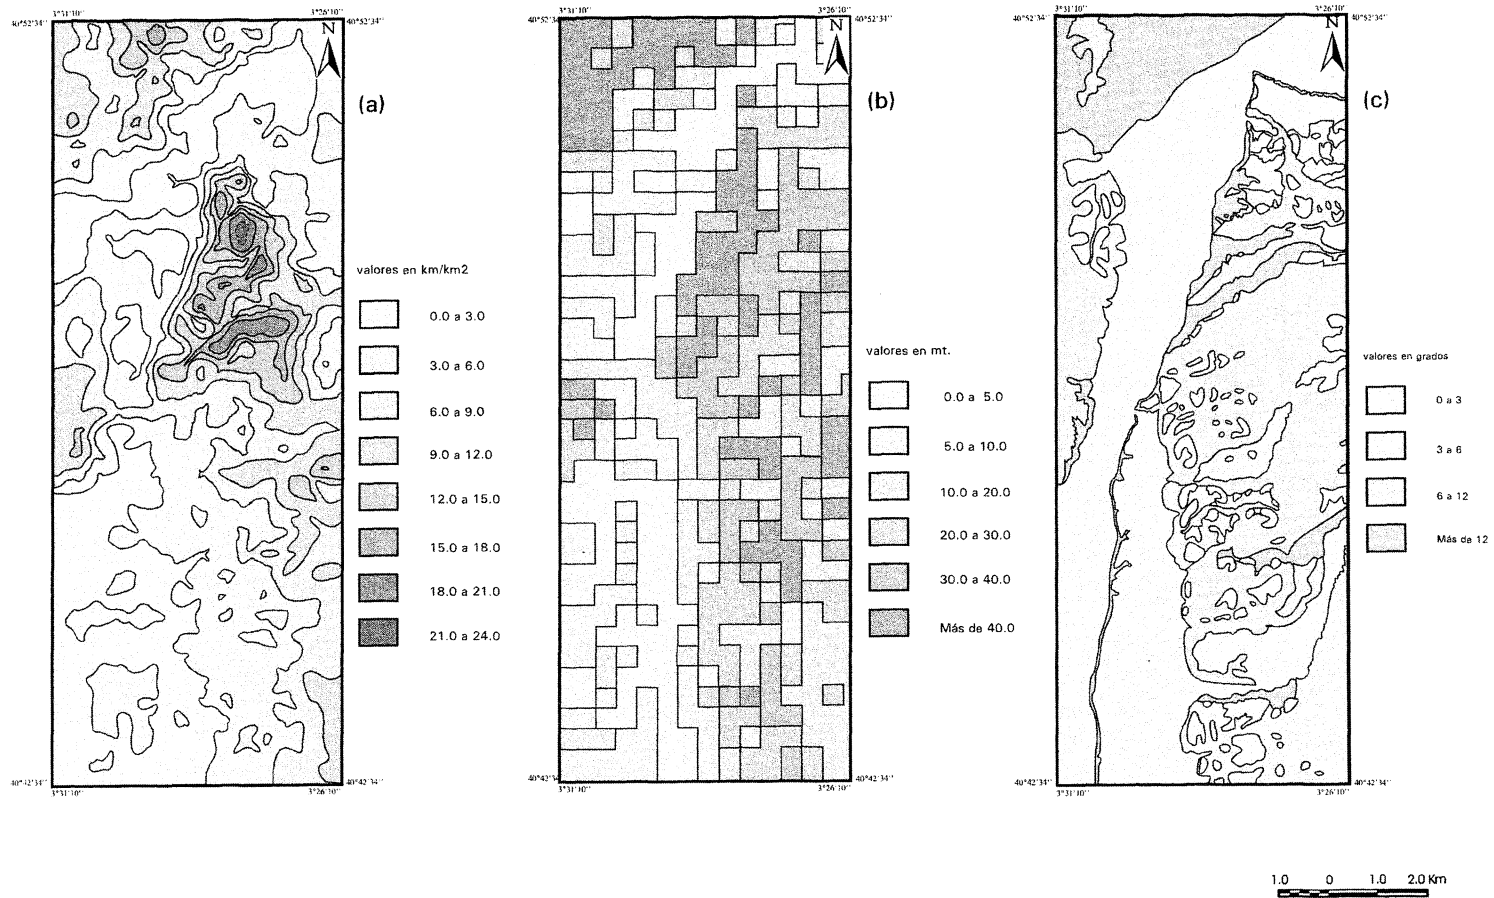 3°31'10'' 3°26'10''
40°52'34'' 40°52'34''
N
(a)
valores en km/km2
0.0 a 3.0
3.0 a 6.0
6.0 a 9.0
9.0 a 12.0
12.0 a 15.0
15.0 a 18.0
18.0 a 21.0
21.0 a 24.0
40°42'34'' 40°42'34''
3°31'10'' 3°26'10''
3°31'10'' 3°26'10''
40°52'34'' 40°52'34''
N
(b)
valores en mt.
0.0 a 5.0
5.0 a 10.0
10.0 a 20.0
20.0 a 30.0
30.0 a 40.0
Más de 40.0
40°42'34'' 40°42'34''
3°31'10'' 3°26'10''
3°31'10'' 3°26'10''
40°52'34'' 40°52'34''
N
(c)
valores en grados
0 a 3
3 a 6
6 a 12
Más de 12
40°42'34'' 40°42'34''
3°31'10'' 3°26'10''
1.0 0 1.0 2.0 Km